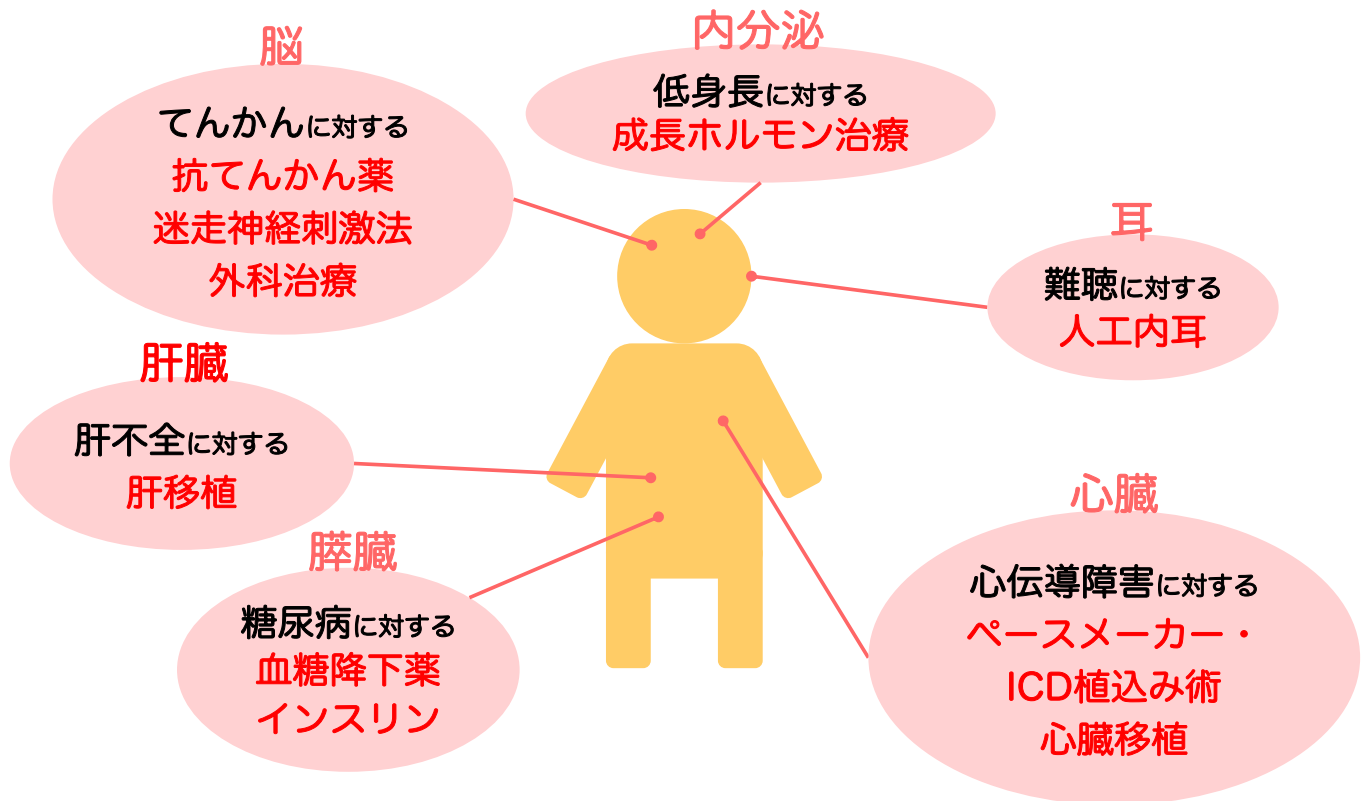 脳
てんかんに対する
抗てんかん薬
迷走神経刺激法
外科治療
内分泌
低身長に対する
成長ホルモン治療
耳
難聴に対する
人工内耳
肝臓
肝不全に対する
肝移植
膵臓
糖尿病に対する
血糖降下薬
インスリン
心臓
心伝導障害に対する
ペースメーカー・
ICD植込み術
心臓移植